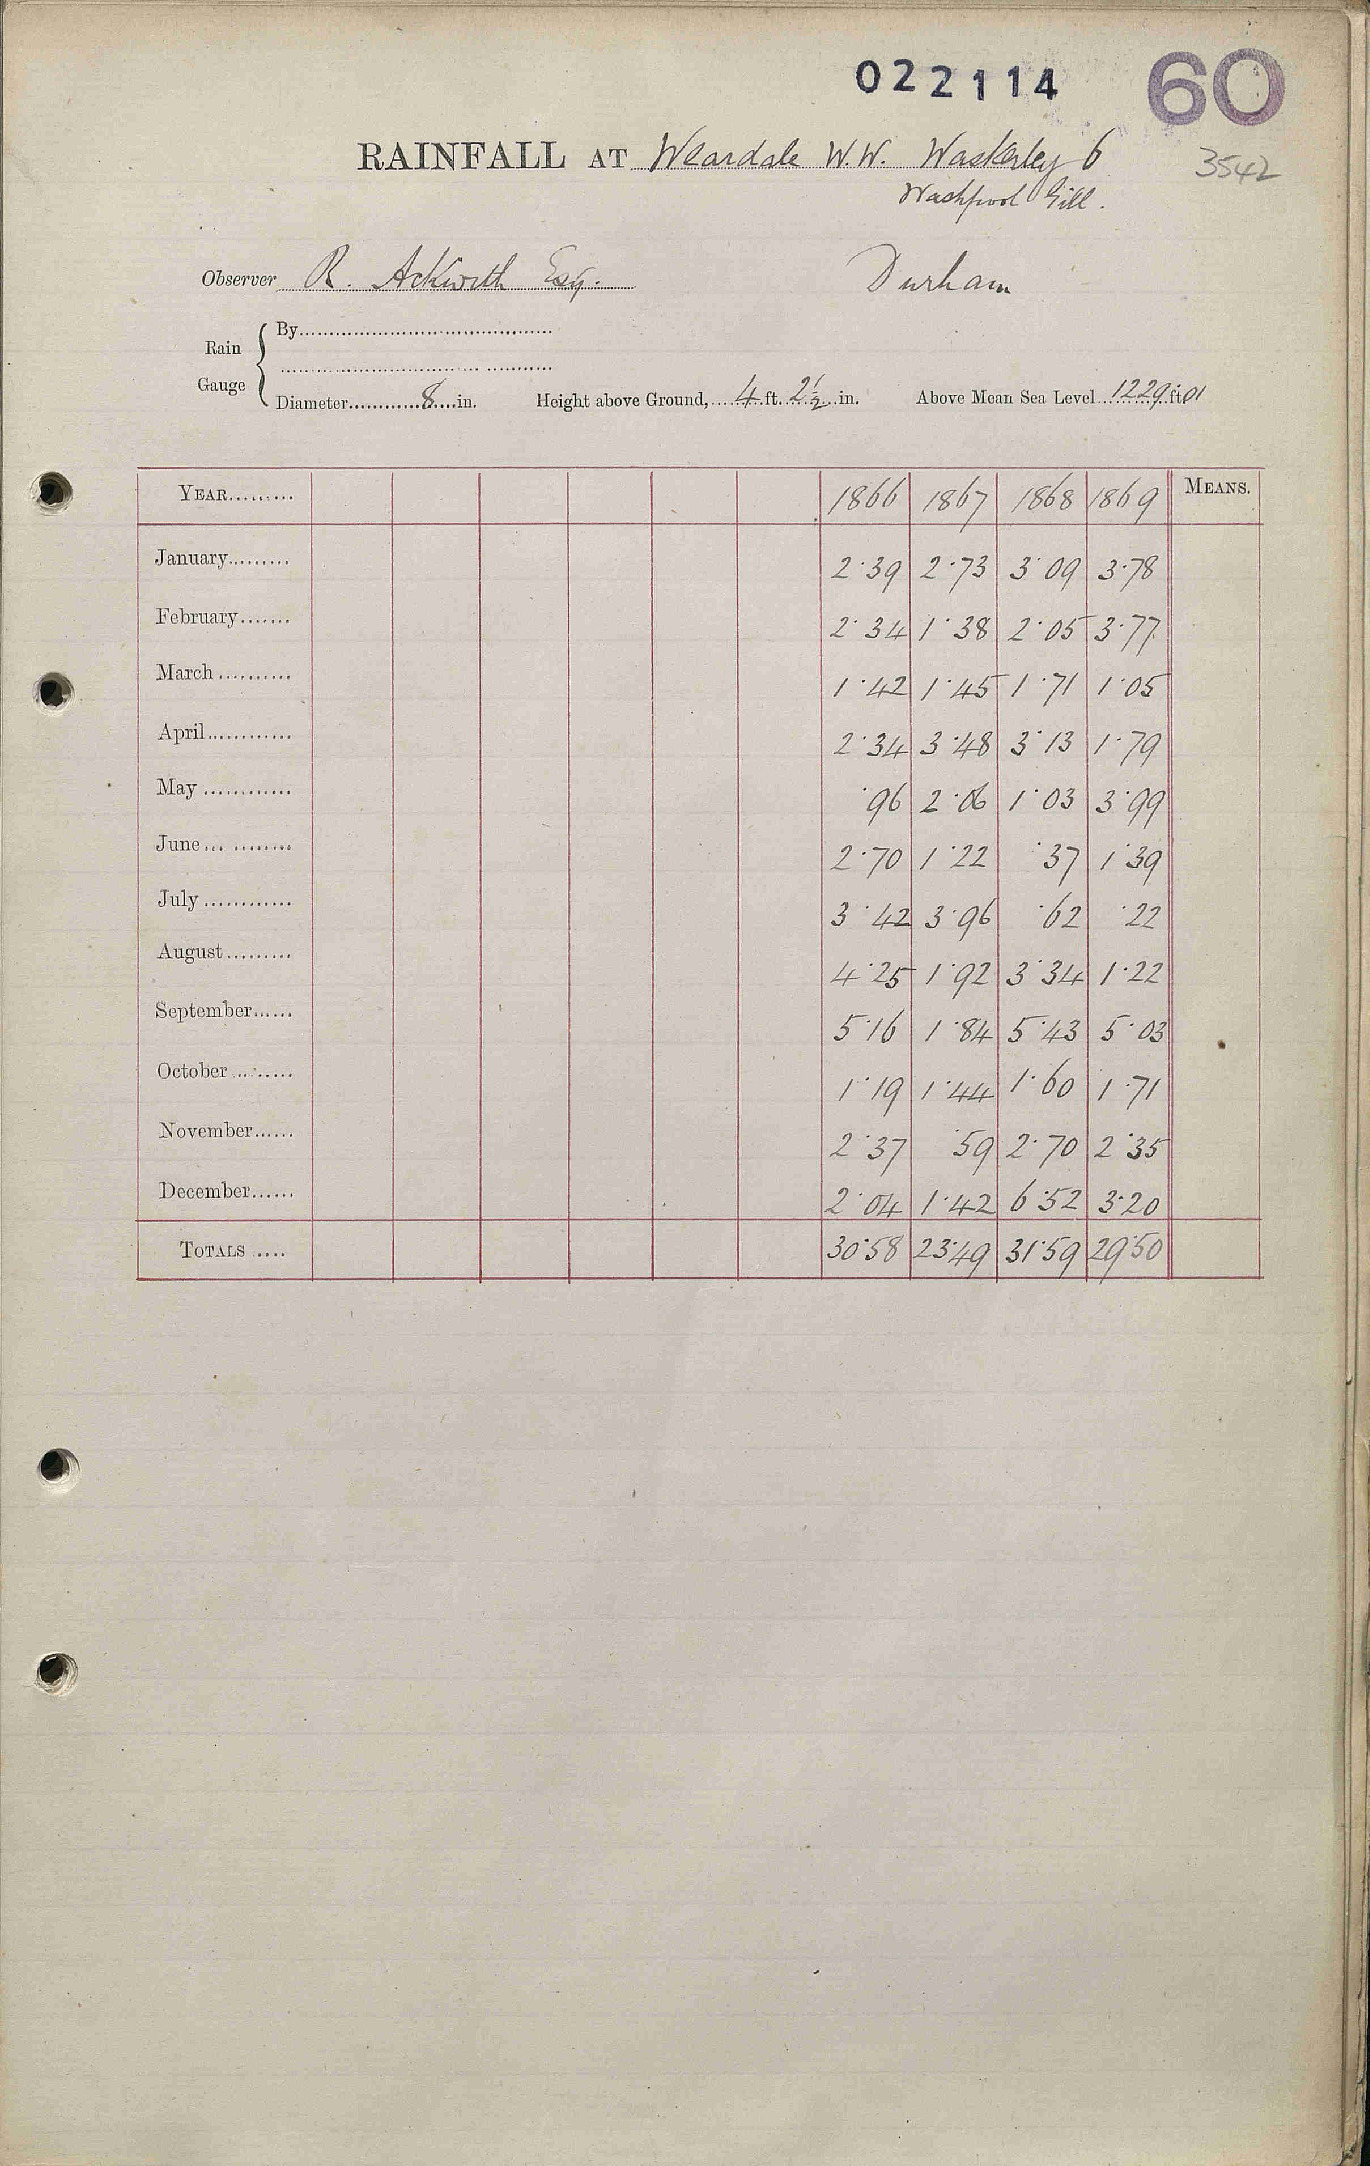 022114 60
RAINFALL AT Weardale W.W. Waskerley 6 3542
Washpool Gill.
Observer R. Ackworth Esq. Durham
Rain Gauge { By
Diameter 8 in. Height above Ground, 4 ft. 2½ in. Above Mean Sea Level 1229 ft 01
YEAR 1866 1867 1868 1869 MEANS.
January 2.39 2.73 3.09 3.78
February 2.34 1.38 2.05 3.77
March 1.42 1.45 1.71 1.05
April 2.34 3.48 3.13 1.79
May .96 2.06 1.03 3.99
June 2.70 1.22 .37 1.39
July 3.42 3.96 .62 .22
August 4.25 1.92 3.34 1.22
September 5.16 1.84 5.43 5.03
October 1.19 1.44 1.60 1.71
November 2.37 .59 2.70 2.35
December 2.04 1.42 6.52 3.20
TOTALS 30.58 23.49 31.59 29.50